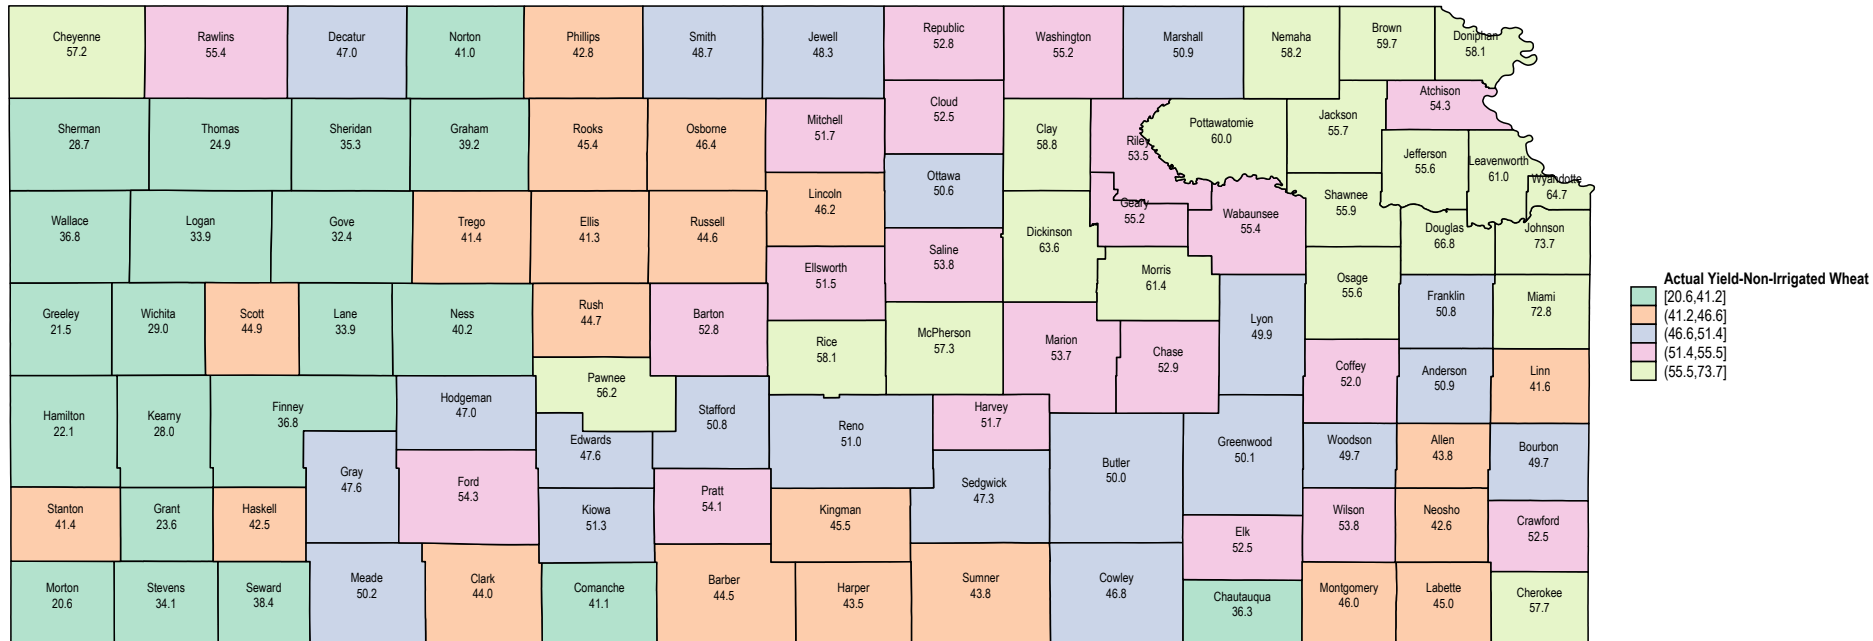 Cheyenne
57.2
Rawlins
55.4
Decatur
47.0
Norton
41.0
Phillips
42.8
Smith
48.7
Jewell
48.3
Republic
52.8
Washington
55.2
Marshall
50.9
Nemaha
58.2
Brown
59.7
Doniphan
58.1
Atchison
54.3
Sherman
28.7
Thomas
24.9
Sheridan
35.3
Graham
39.2
Rooks
45.4
Osborne
46.4
Mitchell
51.7
Cloud
52.5
Clay
58.8
Riley
53.5
Pottawatomie
60.0
Jackson
55.7
Jefferson
55.6
Leavenworth
61.0
Wyandotte
64.7
Ottawa
50.6
Lincoln
46.2
Wallace
36.8
Logan
33.9
Gove
32.4
Trego
41.4
Ellis
41.3
Russell
44.6
Ellsworth
51.5
Saline
53.8
Dickinson
63.6
Geary
55.2
Wabaunsee
55.4
Shawnee
55.9
Douglas
66.8
Johnson
73.7
Morris
61.4
Osage
55.6
Franklin
50.8
Miami
72.8
Greeley
21.5
Wichita
29.0
Scott
44.9
Lane
33.9
Ness
40.2
Rush
44.7
Barton
52.8
Rice
58.1
McPherson
57.3
Marion
53.7
Chase
52.9
Lyon
49.9
Coffey
52.0
Anderson
50.9
Linn
41.6
Hamilton
22.1
Kearny
28.0
Finney
36.8
Hodgeman
47.0
Pawnee
56.2
Stafford
50.8
Edwards
47.6
Reno
51.0
Harvey
51.7
Butler
50.0
Greenwood
50.1
Woodson
49.7
Allen
43.8
Bourbon
49.7
Gray
47.6
Ford
54.3
Pratt
54.1
Kiowa
51.3
Kingman
45.5
Sedgwick
47.3
Stanton
41.4
Grant
23.6
Haskell
42.5
Elk
52.5
Wilson
53.8
Neosho
42.6
Crawford
52.5
Morton
20.6
Stevens
34.1
Seward
38.4
Meade
50.2
Clark
44.0
Comanche
41.1
Barber
44.5
Harper
43.5
Sumner
43.8
Cowley
46.8
Chautauqua
36.3
Montgomery
46.0
Labette
45.0
Cherokee
57.7
Actual Yield-Non-Irrigated Wheat
[20.6,41.2]
(41.2,46.6]
(46.6,51.4]
(51.4,55.5]
(55.5,73.7]